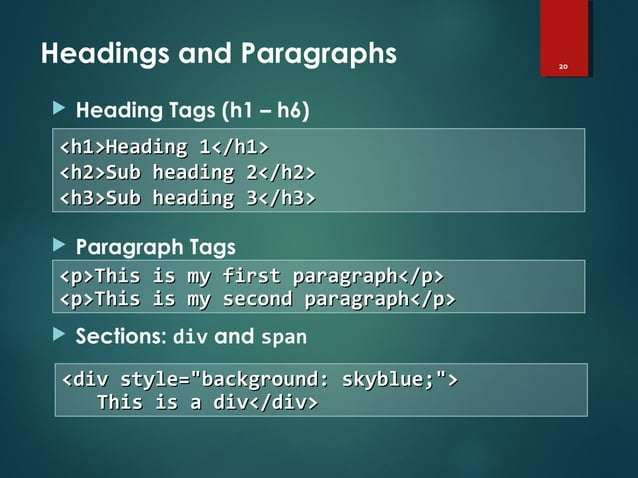 Headings and Paragraphs
20
Heading Tags (h1 – h6)
<h1>Heading 1</h1>
<h2>Sub heading 2</h2>
<h3>Sub heading 3</h3>
Paragraph Tags
<p>This is my first paragraph</p>
<p>This is my second paragraph</p>
Sections: div and span
<div style="background: skyblue;">
   This is a div</div>